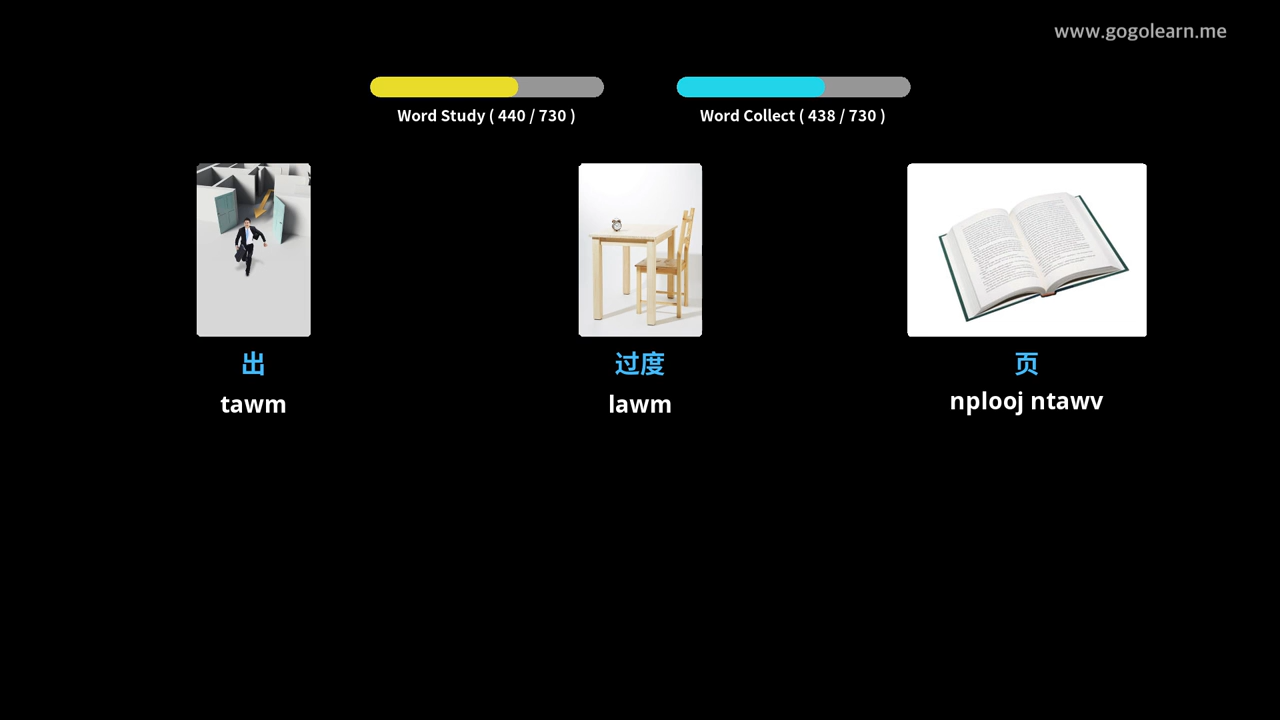 www.gogolearn.me
Word Study ( 440 / 730 )
Word Collect ( 438 / 730 )
出
过度
页
tawm
lawm
nplooj ntawv